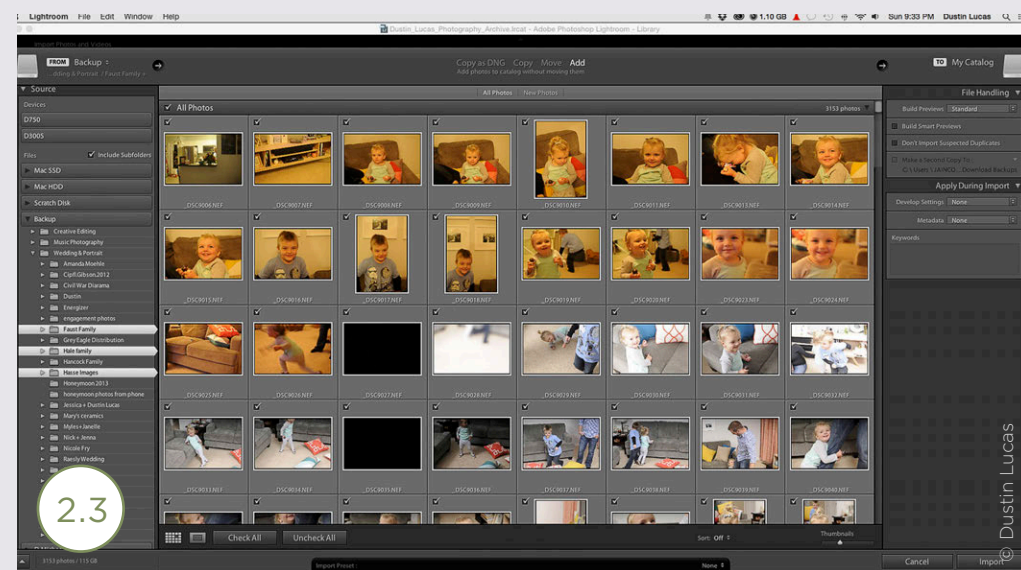 Lightroom File Edit Window Help 1.10 GB Sun 9:33 PM Dustin Lucas
Dustin_Lucas_Photography_Archive.lrcat - Adobe Photoshop Lightroom - Library
Import Photos and Videos
FROM Backup
Copy as DNG Copy Move Add
TO My Catalog
Add photos to catalog without moving them
All Photos New Photos
Source
Devices
D750
D300S
Files Include Subfolders
Mac SSD
Mac HDD
Scratch Disk
Backup
Creative Editing
Music Photography
Wedding & Portrait
Amanda Moehle
Cipfl Gibson 2012
Civil War Diarama
Dustin
Energizer
engagement photos
Faust Family
Grey Eagle Distribution
Hale family
Hancock Family
Hasse Images
Honeymoon 2013
honeymoon photos from phone
Jessica + Dustin Lucas
Mary's ceramics
Myles + Janelle
Nick + Jenna
Nicole Fry
Raesly Wedding
All Photos 3153 photos
_DSC9006.NEF _DSC9007.NEF _DSC9008.NEF _DSC9009.NEF _DSC9010.NEF _DSC9011.NEF _DSC9013.NEF _DSC9014.NEF
_DSC9015.NEF _DSC9016.NEF _DSC9017.NEF _DSC9018.NEF _DSC9019.NEF _DSC9020.NEF _DSC9023.NEF _DSC9024.NEF
_DSC9025.NEF _DSC9026.NEF _DSC9027.NEF _DSC9028.NEF _DSC9029.NEF _DSC9030.NEF _DSC9031.NEF _DSC9032.NEF
_DSC9033.NEF _DSC9034.NEF _DSC9035.NEF _DSC9036.NEF _DSC9037.NEF _DSC9038.NEF _DSC9039.NEF _DSC9040.NEF
File Handling
Build Previews Standard
Build Smart Previews
Don't Import Suspected Duplicates
Make a Second Copy To:
Apply During Import
Develop Settings None
Metadata None
Keywords
2.3
© Dustin Lucas
Check All Uncheck All
Sort: Off
Thumbnails
3153 photos / 115 GB
Import Preset: None
Cancel Import